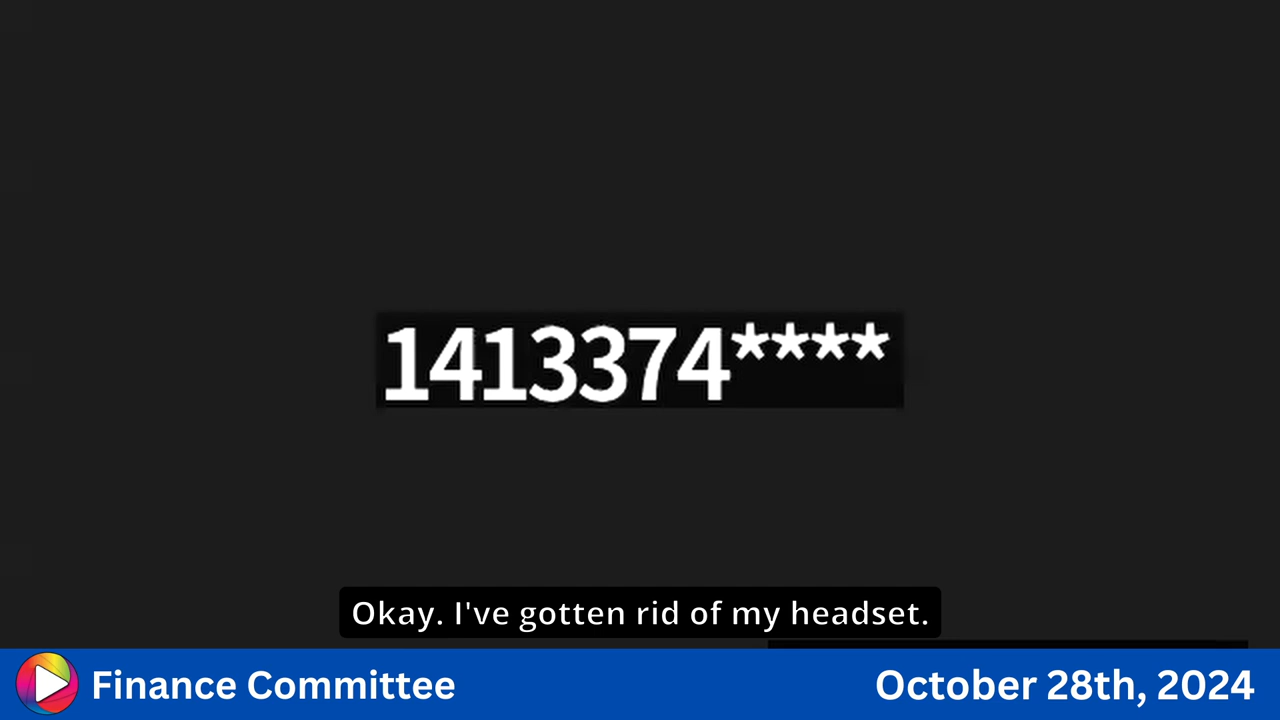 1413374****
Okay. I've gotten rid of my headset.
Finance Committee
October 28th, 2024